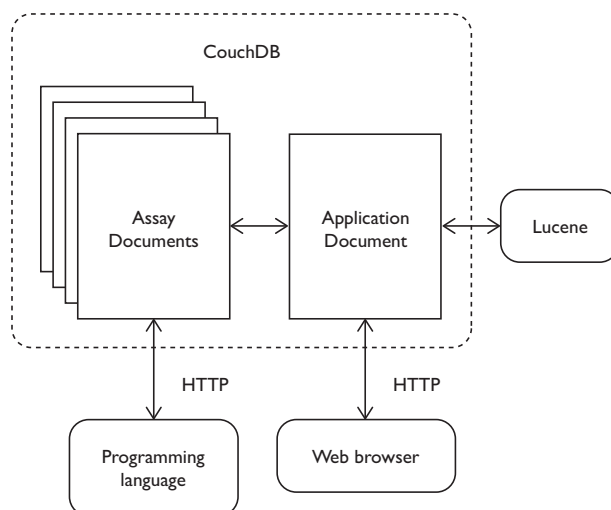 CouchDB
Assay
Documents
Application
Document
Lucene
HTTP
HTTP
Programming
language
Web browser